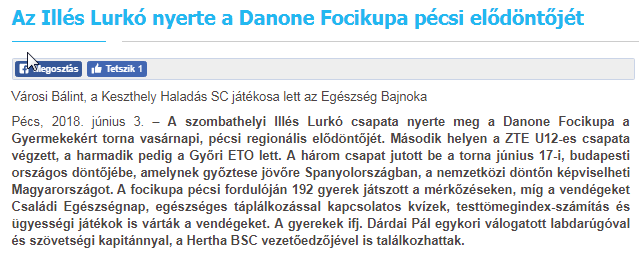 Az Illés Lurkó nyerte a Danone Focikupa pécsi elődöntőjét
Megosztás Tetszik 1
Városi Bálint, a Keszthely Haladás SC játékosa lett az Egészség Bajnoka
Pécs, 2018. június 3. – A szombathelyi Illés Lurkó csapata nyerte meg a Danone Focikupa a
Gyermekekért torna vasárnapi, pécsi regionális elődöntőjét. Második helyen a ZTE U12-es csapata
végzett, a harmadik pedig a Győri ETO lett. A három csapat jutott be a torna június 17-i, budapesti
országos döntőjébe, amelynek győztese jövőre Spanyolországban, a nemzetközi döntőn képviselheti
Magyarországot. A focikupa pécsi fordulóján 192 gyerek játszott a mérkőzéseken, míg a vendégeket
Családi Egészségnap, egészséges táplálkozással kapcsolatos kvízek, testtömegindex-számítás és
ügyességi játékok is várták a vendégeket. A gyerekek ifj. Dárdai Pál egykori válogatott labdarúgóval
és szövetségi kapitánnyal, a Hertha BSC vezetőedzőjével is találkozhattak.